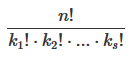 n!
k₁! · k₂! · ... · kₛ!